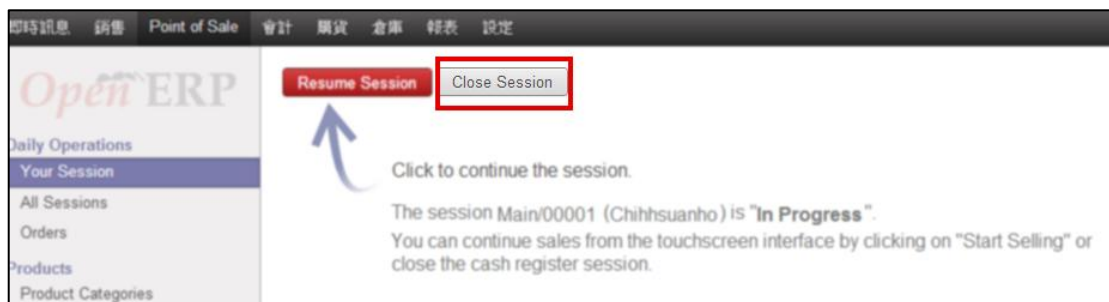 即時訊息 銷售 Point of Sale 會計 購貨 倉庫 報表 設定
Open ERP
Resume Session Close Session
Daily Operations
Your Session
Click to continue the session.
All Sessions
The session Main/00001 (Chihhsuanho) is "In Progress".
Orders
You can continue sales from the touchscreen interface by clicking on "Start Selling" or
close the cash register session.
Products
Product Categories